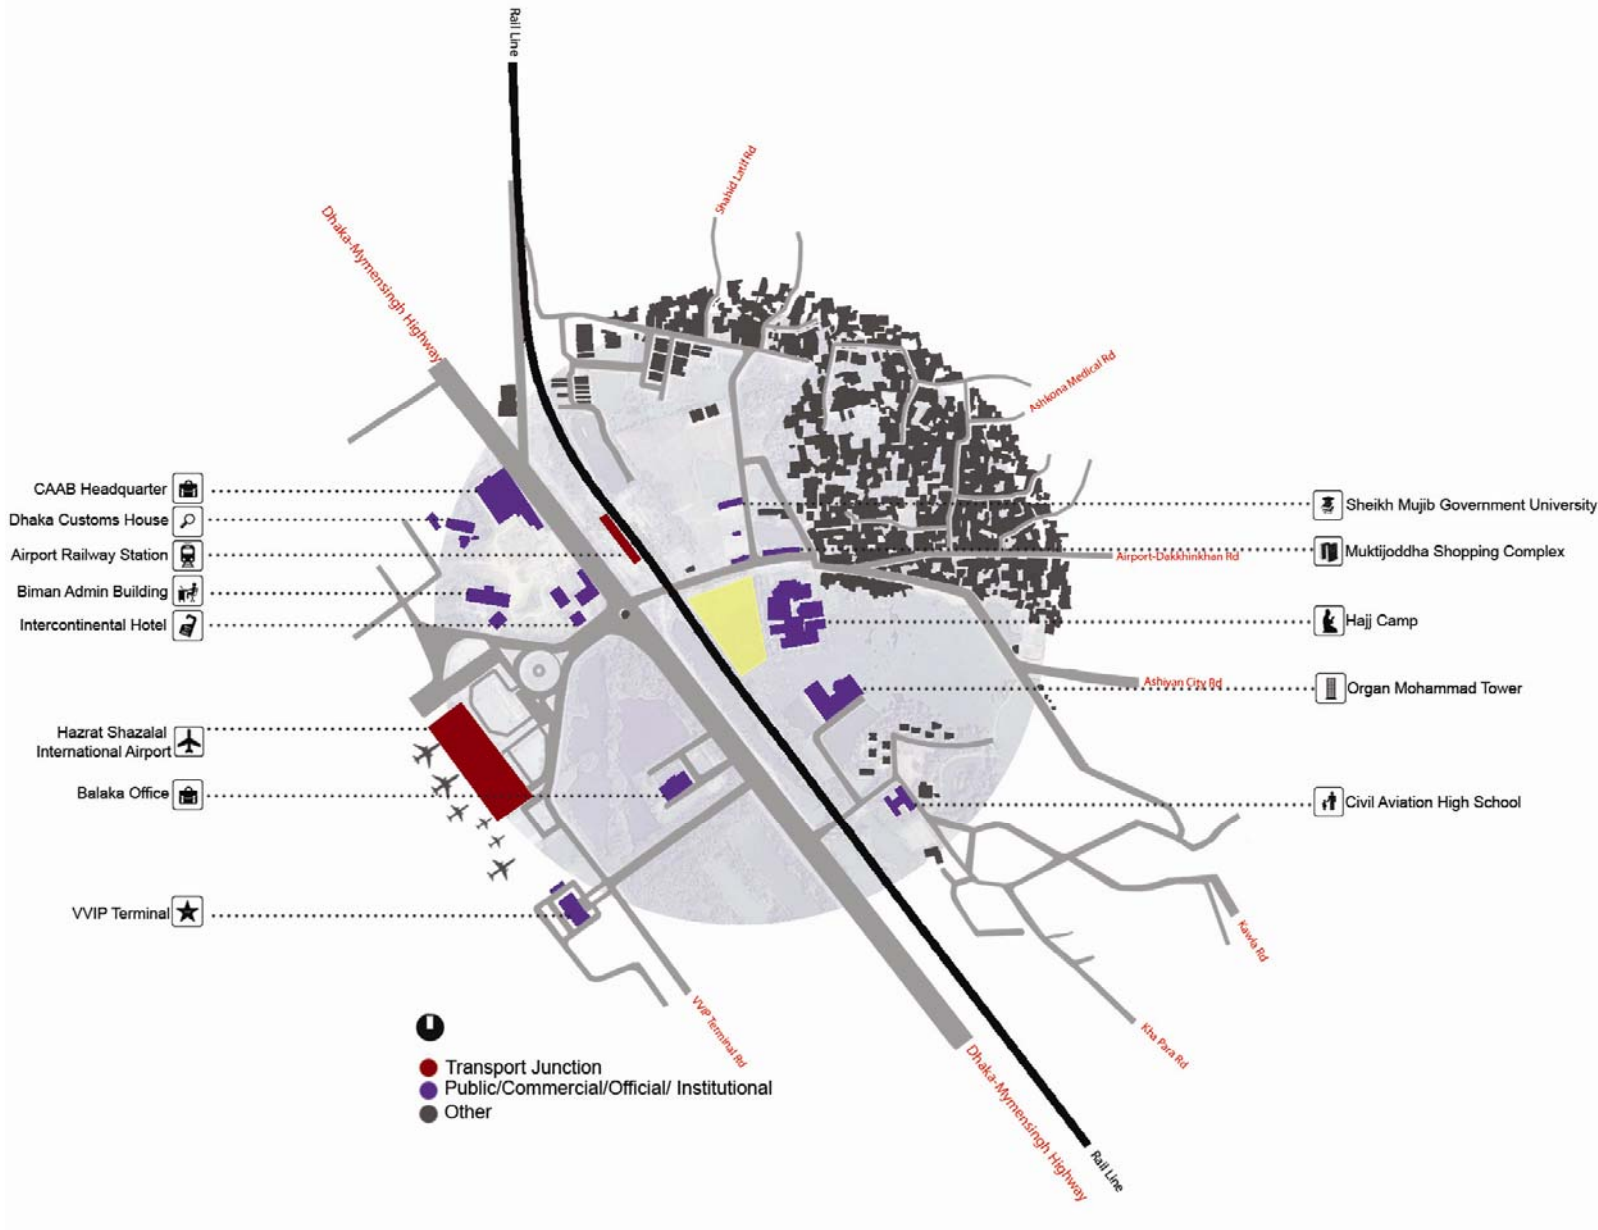 Rail Line
Shahid Latif Rd
Dhaka-Mymensingh Highway
Ashkona Medical Rd
CAAB Headquarter
Dhaka Customs House
Airport Railway Station
Biman Admin Building
Intercontinental Hotel
Hazrat Shazalal
International Airport
Balaka Office
VVIP Terminal
Sheikh Mujib Government University
Muktijoddha Shopping Complex
Airport-Dakkhinkhan Rd
Hajj Camp
Ashiyan City Rd
Organ Mohammad Tower
Civil Aviation High School
Kawla Rd
Kha Para Rd
VVIP Terminal Rd
Dhaka-Mymensingh Highway
Rail Line
Transport Junction
Public/Commercial/Official/ Institutional
Other